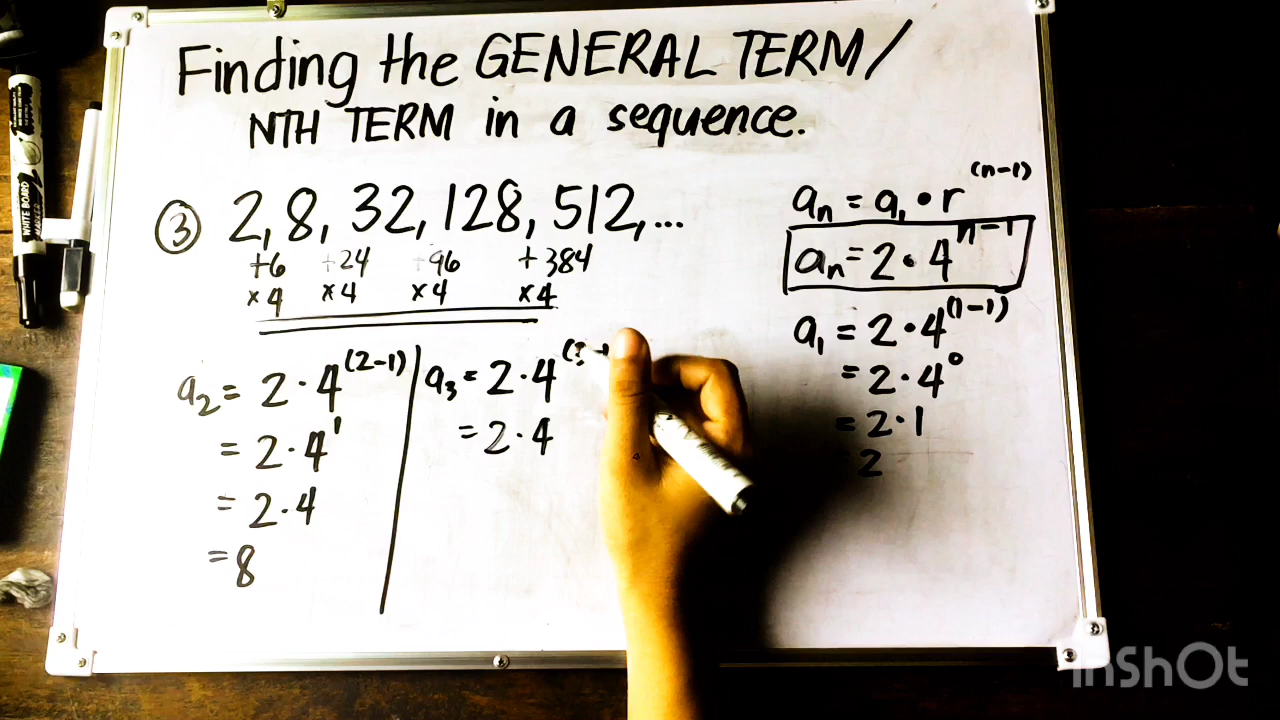 Finding the GENERAL TERM/
NTH TERM in a sequence.
③ 2, 8, 32, 128, 512, ...
+6 +24 +96 +384
×4 ×4 ×4 ×4
a₂ = 2·4⁽²⁻¹⁾
= 2·4¹
= 2·4
= 8
a₃ = 2·4⁽³
= 2·4
aₙ = a₁ • r⁽ⁿ⁻¹⁾
aₙ = 2 • 4ⁿ⁻¹
a₁ = 2·4⁽¹⁻¹⁾
= 2·4⁰
= 2·1
2
WHITE BOARD
MARKER
InShOt